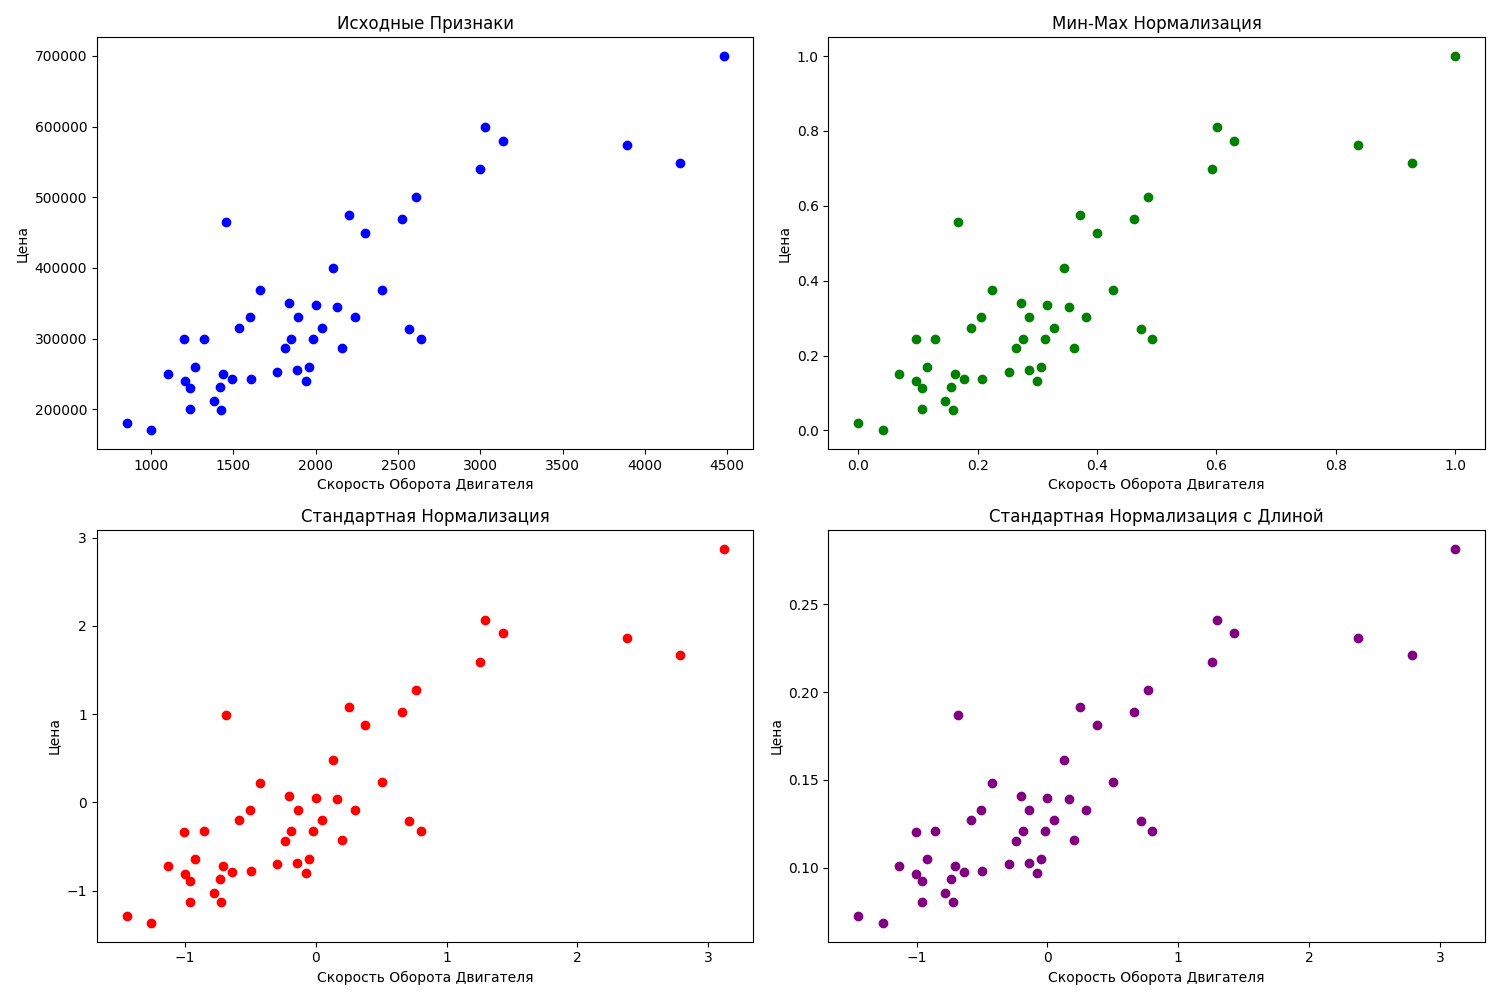 Исходные Признаки
700000
600000
500000
400000
300000
200000
Цена
1000 1500 2000 2500 3000 3500 4000 4500
Скорость Оборота Двигателя
Мин-Мах Нормализация
1.0
0.8
0.6
0.4
0.2
0.0
Цена
0.0 0.2 0.4 0.6 0.8 1.0
Скорость Оборота Двигателя
Стандартная Нормализация
3
2
1
0
−1
Цена
−1 0 1 2 3
Скорость Оборота Двигателя
Стандартная Нормализация с Длиной
0.25
0.20
0.15
0.10
Цена
−1 0 1 2 3
Скорость Оборота Двигателя